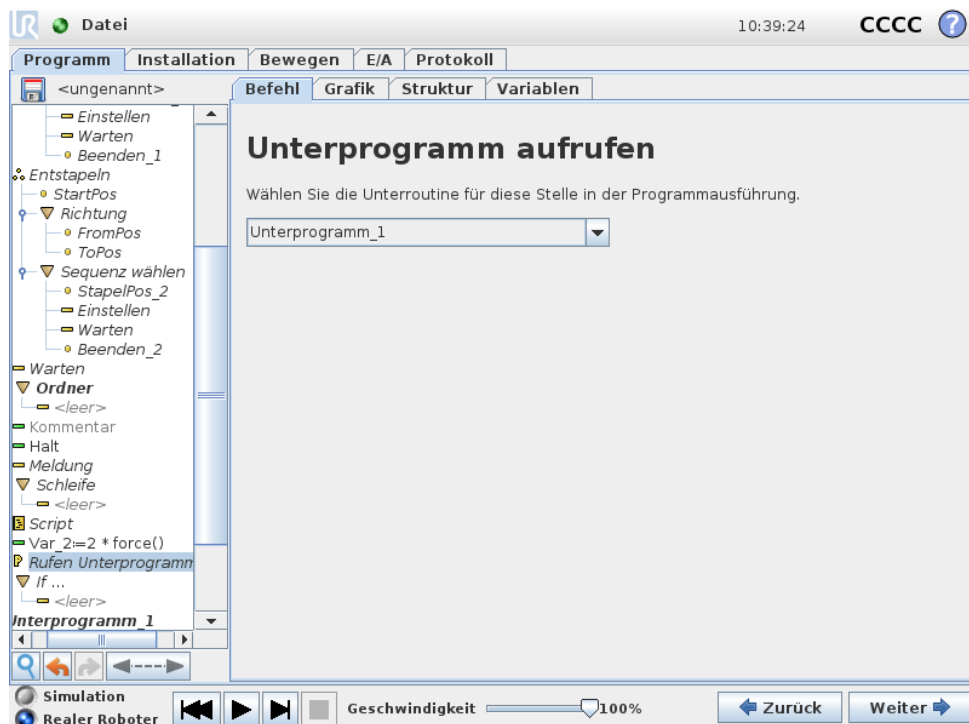 UR Datei 10:39:24 CCCC ?
Programm Installation Bewegen E/A Protokoll
<ungenannt> Befehl Grafik Struktur Variablen
Einstellen
Warten
Beenden_1
Entstapeln
StartPos
Richtung
FromPos
ToPos
Sequenz wählen
StapelPos_2
Einstellen
Warten
Beenden_2
Warten
Ordner
<leer>
Kommentar
Halt
Meldung
Schleife
<leer>
Script
Var_2:=2 * force()
Rufen Unterprogramm
If ...
<leer>
Interprogramm_1
Unterprogramm aufrufen
Wählen Sie die Unterroutine für diese Stelle in der Programmausführung.
Unterprogramm_1
Simulation
Realer Roboter
Geschwindigkeit 100%
Zurück Weiter